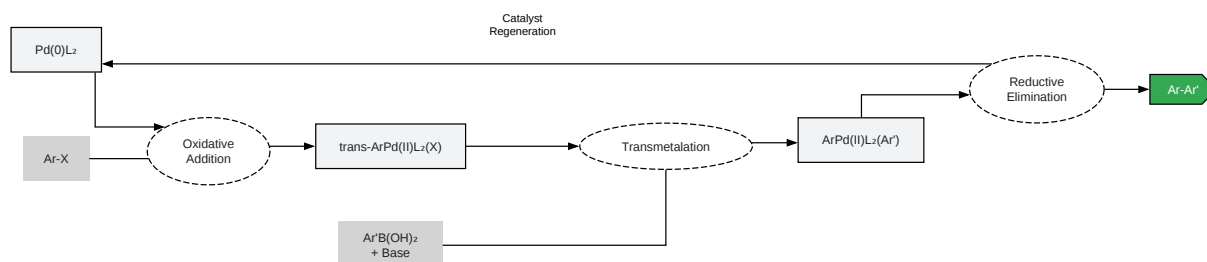 Catalyst
Regeneration
Pd(0)L₂
Reductive
Elimination
Ar-Ar'
Oxidative
Addition
Ar-X
trans-ArPd(II)L₂(X)
Transmetalation
ArPd(II)L₂(Ar')
Ar'B(OH)₂
+ Base